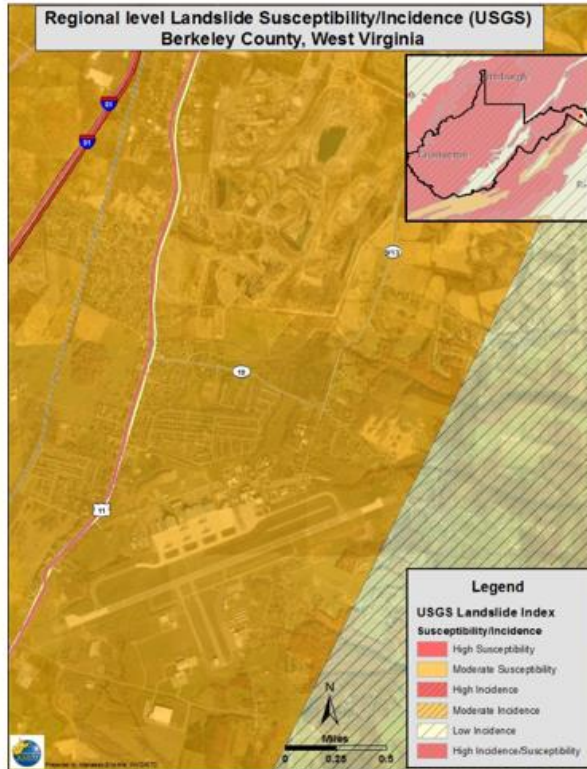 Regional level Landslide Susceptibility/Incidence (USGS)
Berkeley County, West Virginia
81
81
11
Legend
USGS Landslide Index
Susceptibility/Incidence
High Susceptibility
Moderate Susceptibility
High Incidence
Moderate Incidence
Low Incidence
High Incidence/Susceptibility
N
Miles
0
0.25
0.5